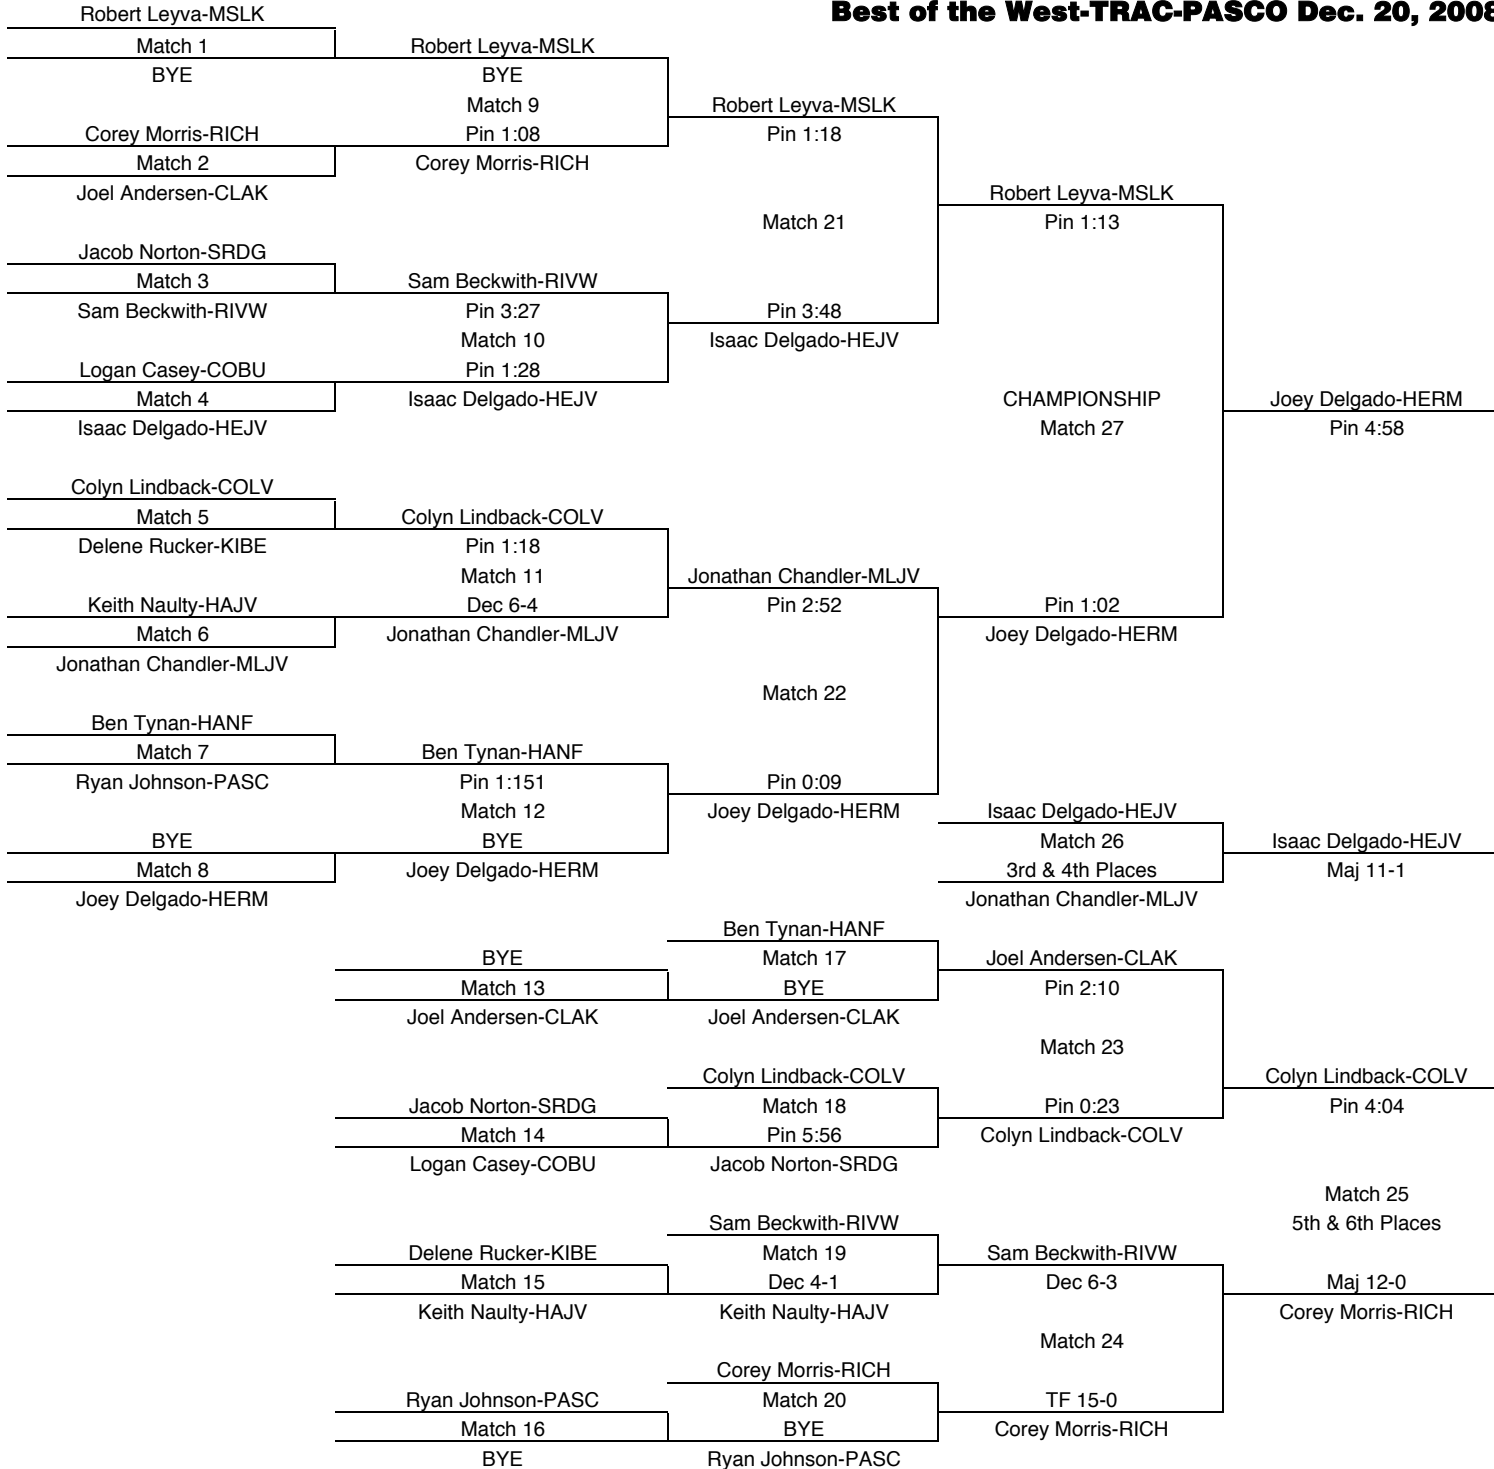 Best of the West-TRAC-PASCO Dec. 20, 2008
Robert Leyva-MSLK
Match 1
BYE
Corey Morris-RICH
Match 2
Joel Andersen-CLAK
Jacob Norton-SRDG
Match 3
Sam Beckwith-RIVW
Logan Casey-COBU
Match 4
Isaac Delgado-HEJV
Colyn Lindback-COLV
Match 5
Delene Rucker-KIBE
Keith Naulty-HAJV
Match 6
Jonathan Chandler-MLJV
Ben Tynan-HANF
Match 7
Ryan Johnson-PASC
BYE
Match 8
Joey Delgado-HERM
Robert Leyva-MSLK
BYE
Match 9
Pin 1:08
Corey Morris-RICH
Sam Beckwith-RIVW
Pin 3:27
Match 10
Pin 1:28
Isaac Delgado-HEJV
Colyn Lindback-COLV
Pin 1:18
Match 11
Dec 6-4
Jonathan Chandler-MLJV
Ben Tynan-HANF
Pin 1:151
Match 12
BYE
Joey Delgado-HERM
Robert Leyva-MSLK
Pin 1:18
Match 21
Pin 3:48
Isaac Delgado-HEJV
Jonathan Chandler-MLJV
Pin 2:52
Match 22
Pin 0:09
Joey Delgado-HERM
Robert Leyva-MSLK
Pin 1:13
CHAMPIONSHIP
Match 27
Pin 1:02
Joey Delgado-HERM
Joey Delgado-HERM
Pin 4:58
Isaac Delgado-HEJV
Match 26
3rd & 4th Places
Jonathan Chandler-MLJV
Isaac Delgado-HEJV
Maj 11-1
BYE
Match 13
Joel Andersen-CLAK
Jacob Norton-SRDG
Match 14
Logan Casey-COBU
Delene Rucker-KIBE
Match 15
Keith Naulty-HAJV
Ryan Johnson-PASC
Match 16
BYE
Ben Tynan-HANF
Match 17
BYE
Joel Andersen-CLAK
Colyn Lindback-COLV
Match 18
Pin 5:56
Jacob Norton-SRDG
Sam Beckwith-RIVW
Match 19
Dec 4-1
Keith Naulty-HAJV
Corey Morris-RICH
Match 20
BYE
Ryan Johnson-PASC
Joel Andersen-CLAK
Pin 2:10
Match 23
Pin 0:23
Colyn Lindback-COLV
Sam Beckwith-RIVW
Dec 6-3
Match 24
TF 15-0
Corey Morris-RICH
Colyn Lindback-COLV
Pin 4:04
Match 25
5th & 6th Places
Maj 12-0
Corey Morris-RICH